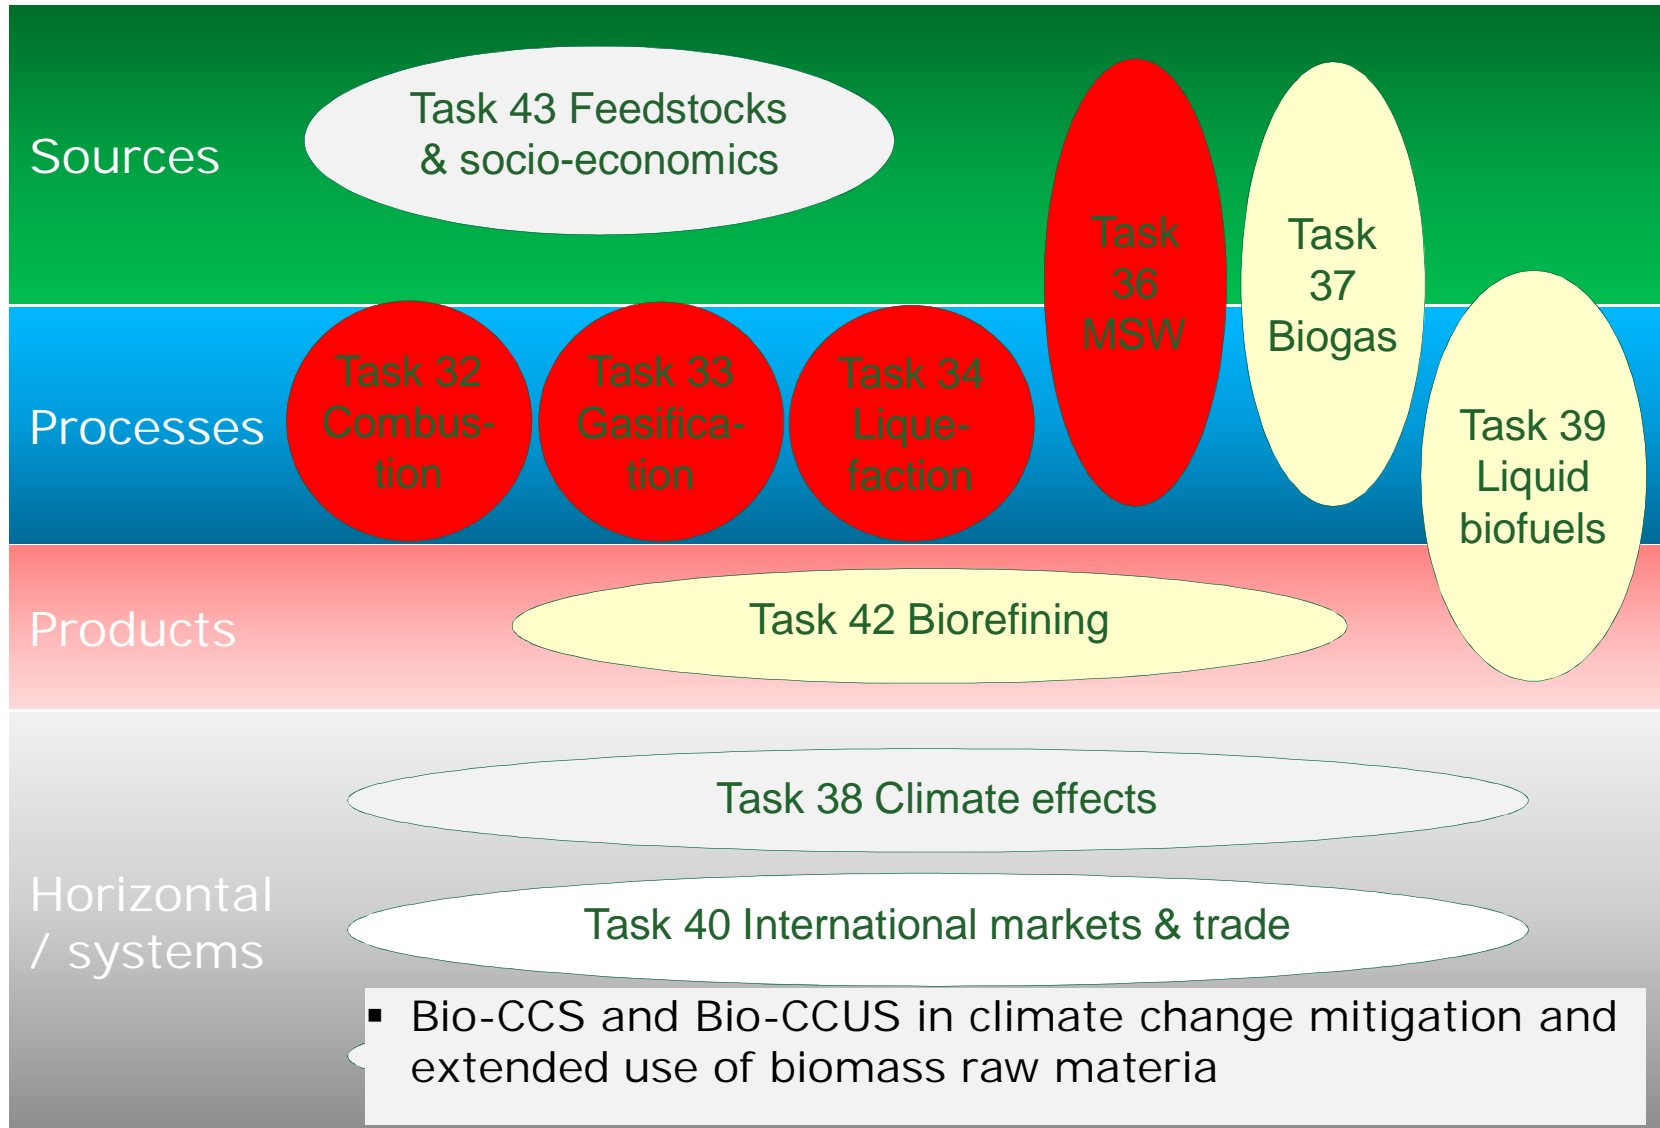 Sources
Task 43 Feedstocks
& socio-economics
Task
36
MSW
Task
37
Biogas
Processes
Task 32
Combus-
tion
Task 33
Gasifica-
tion
Task 34
Lique-
faction
Task 39
Liquid
biofuels
Products
Task 42 Biorefining
Horizontal
/ systems
Task 38 Climate effects
Task 40 International markets & trade
▪ Bio-CCS and Bio-CCUS in climate change mitigation and
extended use of biomass raw materia